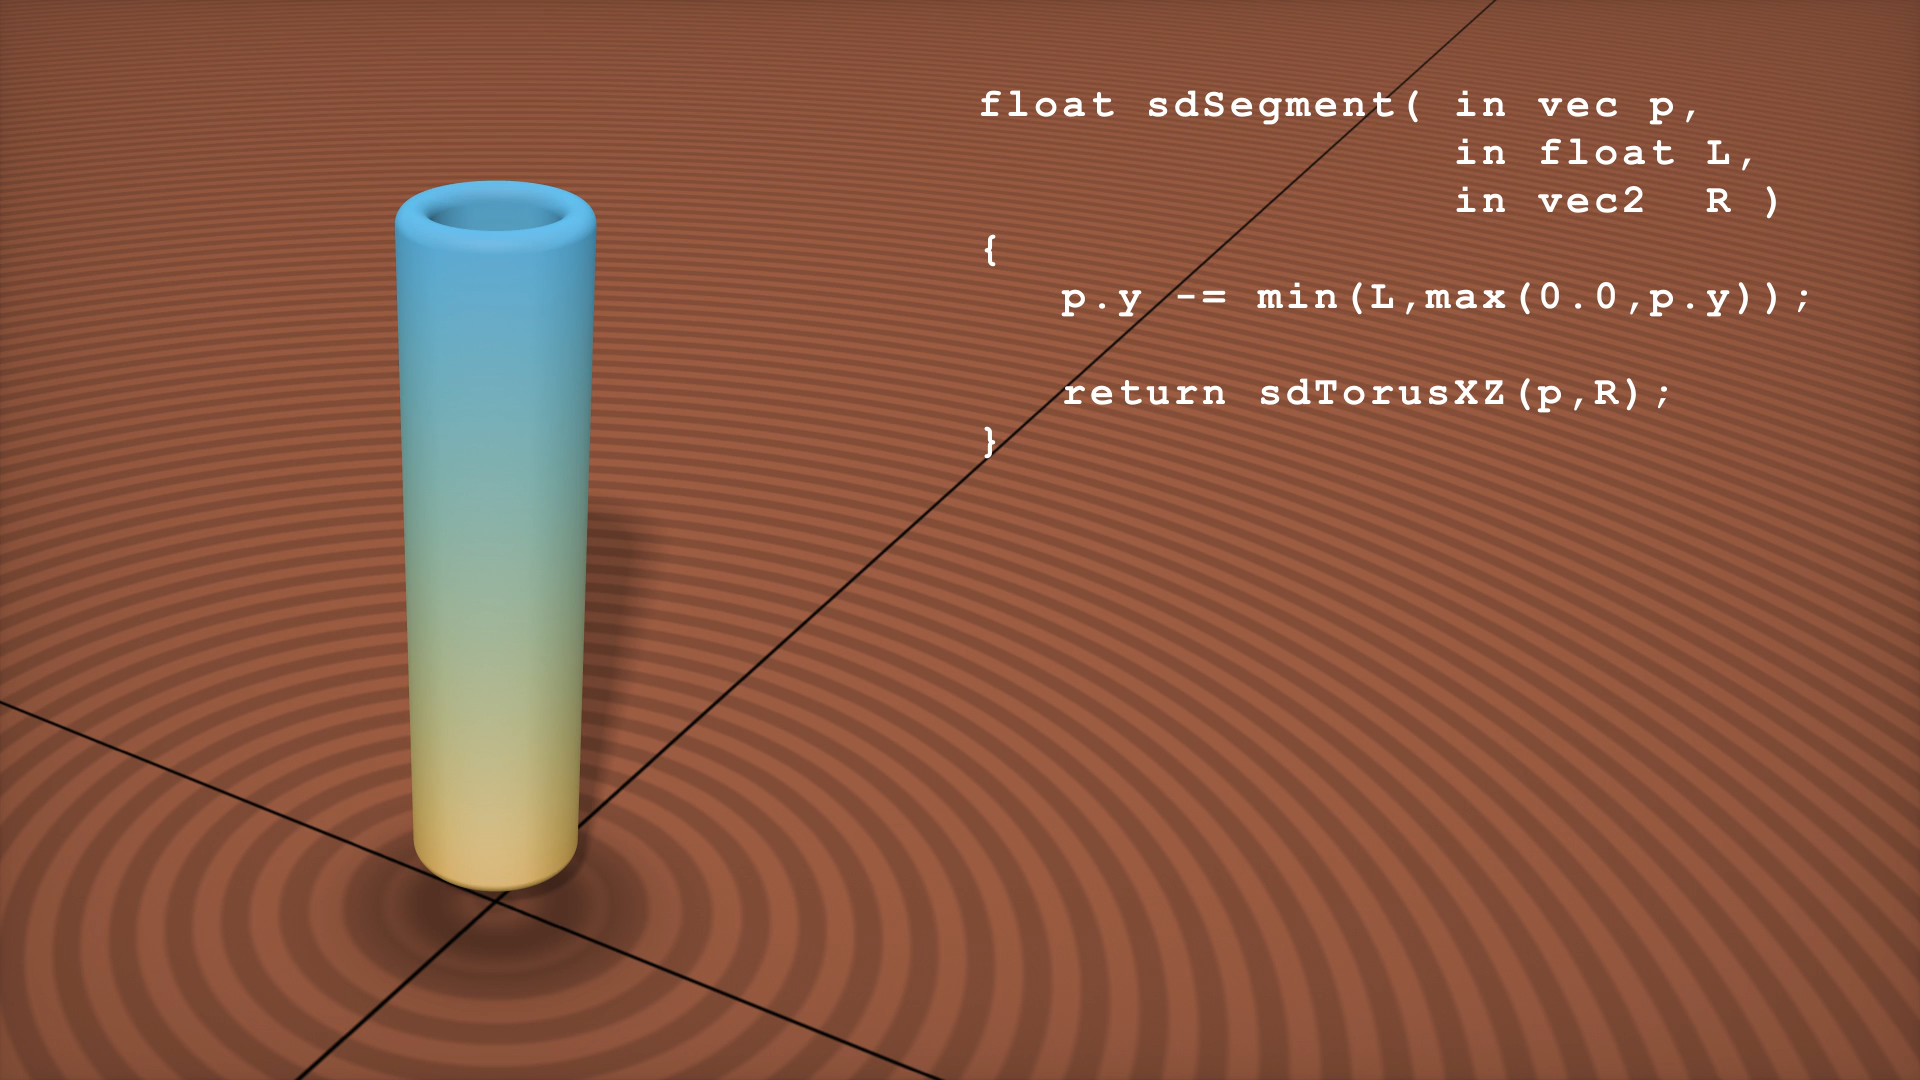 float sdSegment( in vec p,
in float L,
in vec2 R )
{
p.y -= min(L,max(0.0,p.y));
return sdTorusXZ(p,R);
}